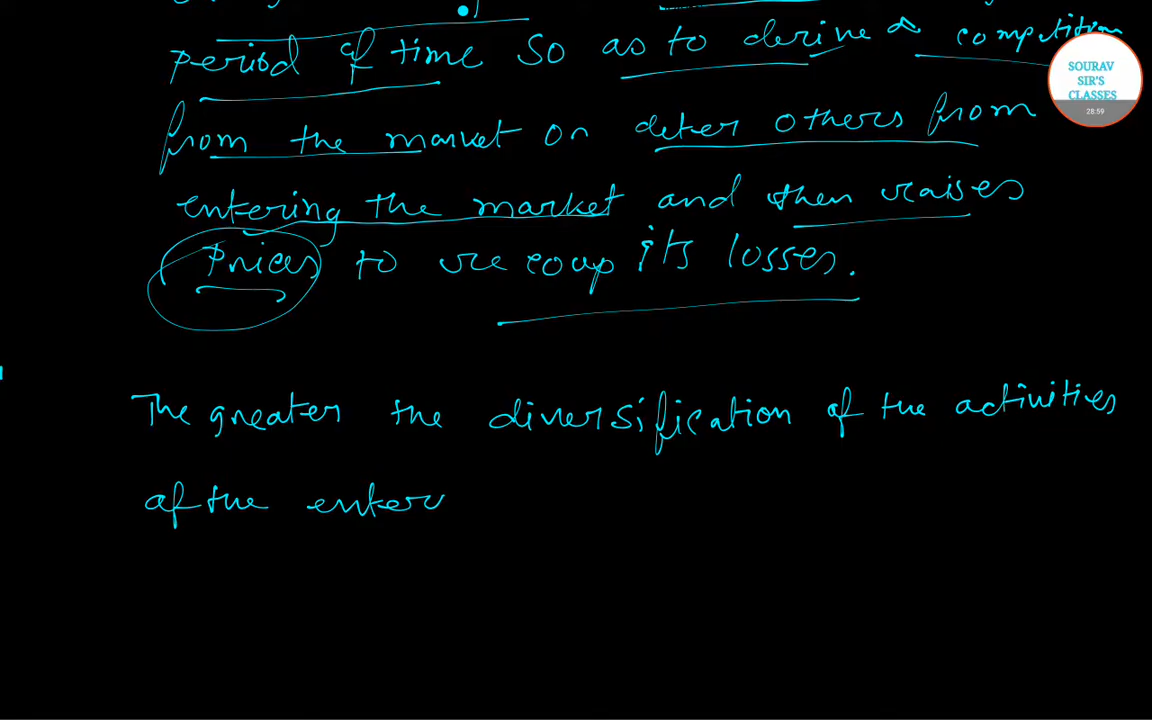 period of time So as to derive competition
from the market or deter others from
entering the market and then raises
Prices to recoup its losses.
The greater the diversification of the activities
of the enter
SOURAV
SIR'S
CLASSES
28:59